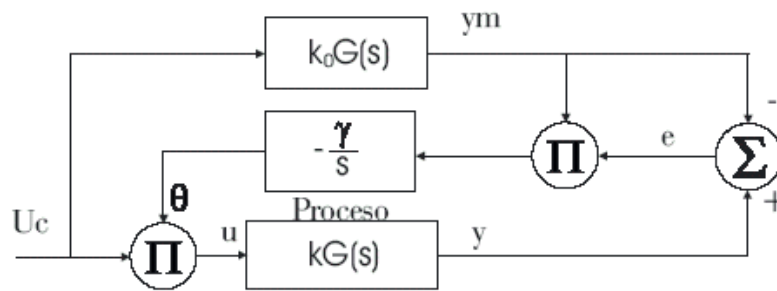 ym
k₀G(s)
-
γ
-
s
e
Π
Σ
+
θ
Proceso
Uc
u
y
Π
kG(s)